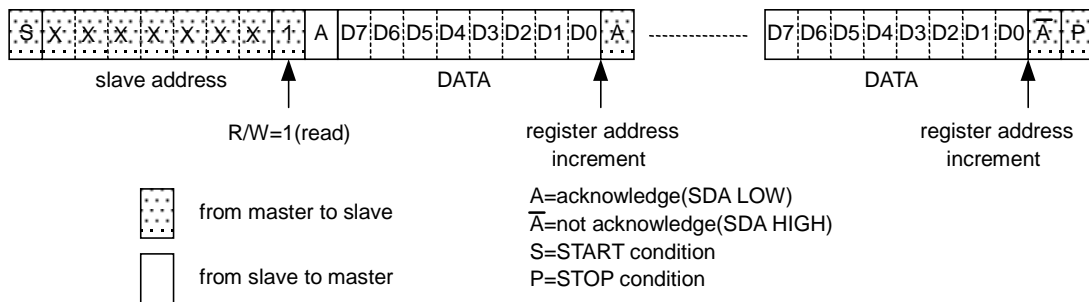 S X X X X X X X 1 A D7 D6 D5 D4 D3 D2 D1 D0 A D7 D6 D5 D4 D3 D2 D1 D0 A̅ P
slave address DATA DATA
R/W=1(read) register address register address
increment increment
from master to slave
from slave to master
A=acknowledge(SDA LOW)
A̅=not acknowledge(SDA HIGH)
S=START condition
P=STOP condition